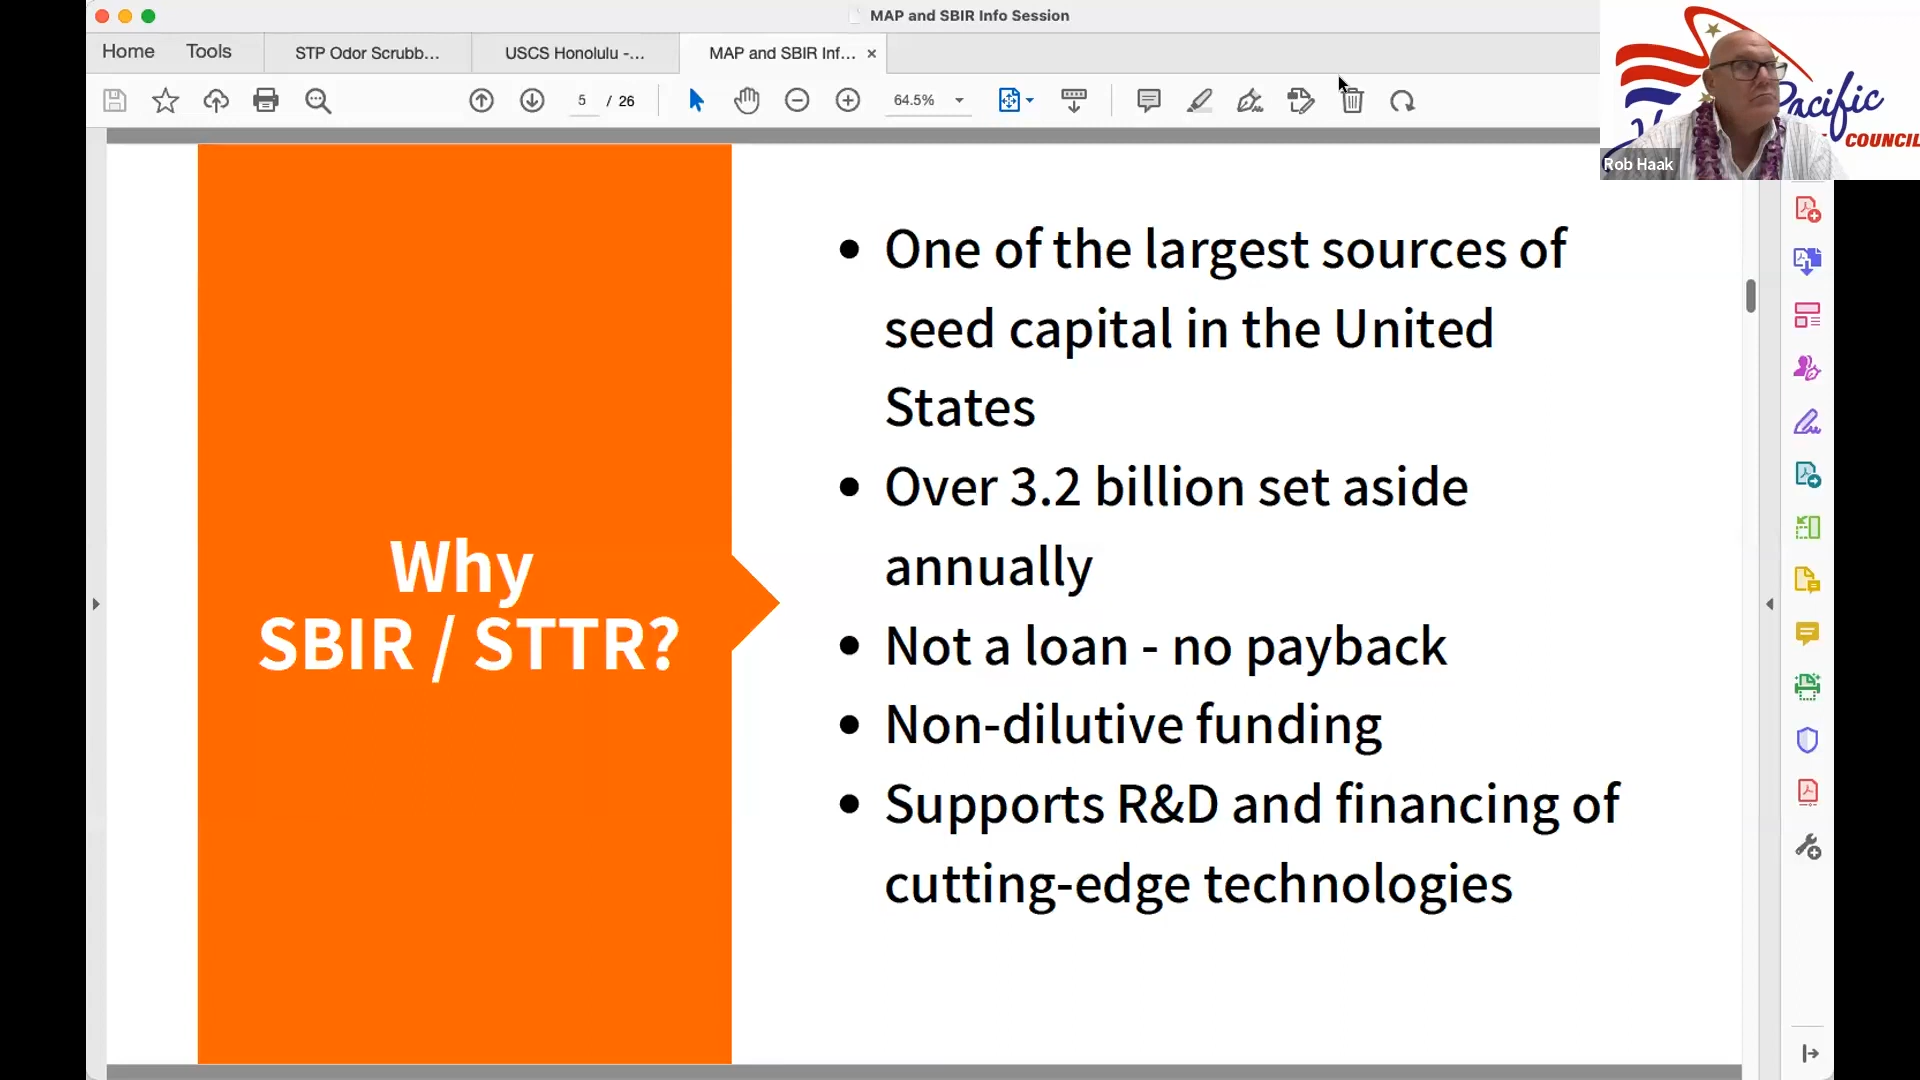 MAP and SBIR Info Session
Home
Tools
STP Odor Scrubb...
USCS Honolulu -...
MAP and SBIR Inf...
5 / 26
64.5%
Pacific
COUNCIL
Rob Haak
Why
SBIR / STTR?
• One of the largest sources of
seed capital in the United
States
• Over 3.2 billion set aside
annually
• Not a loan - no payback
• Non-dilutive funding
• Supports R&D and financing of
cutting-edge technologies